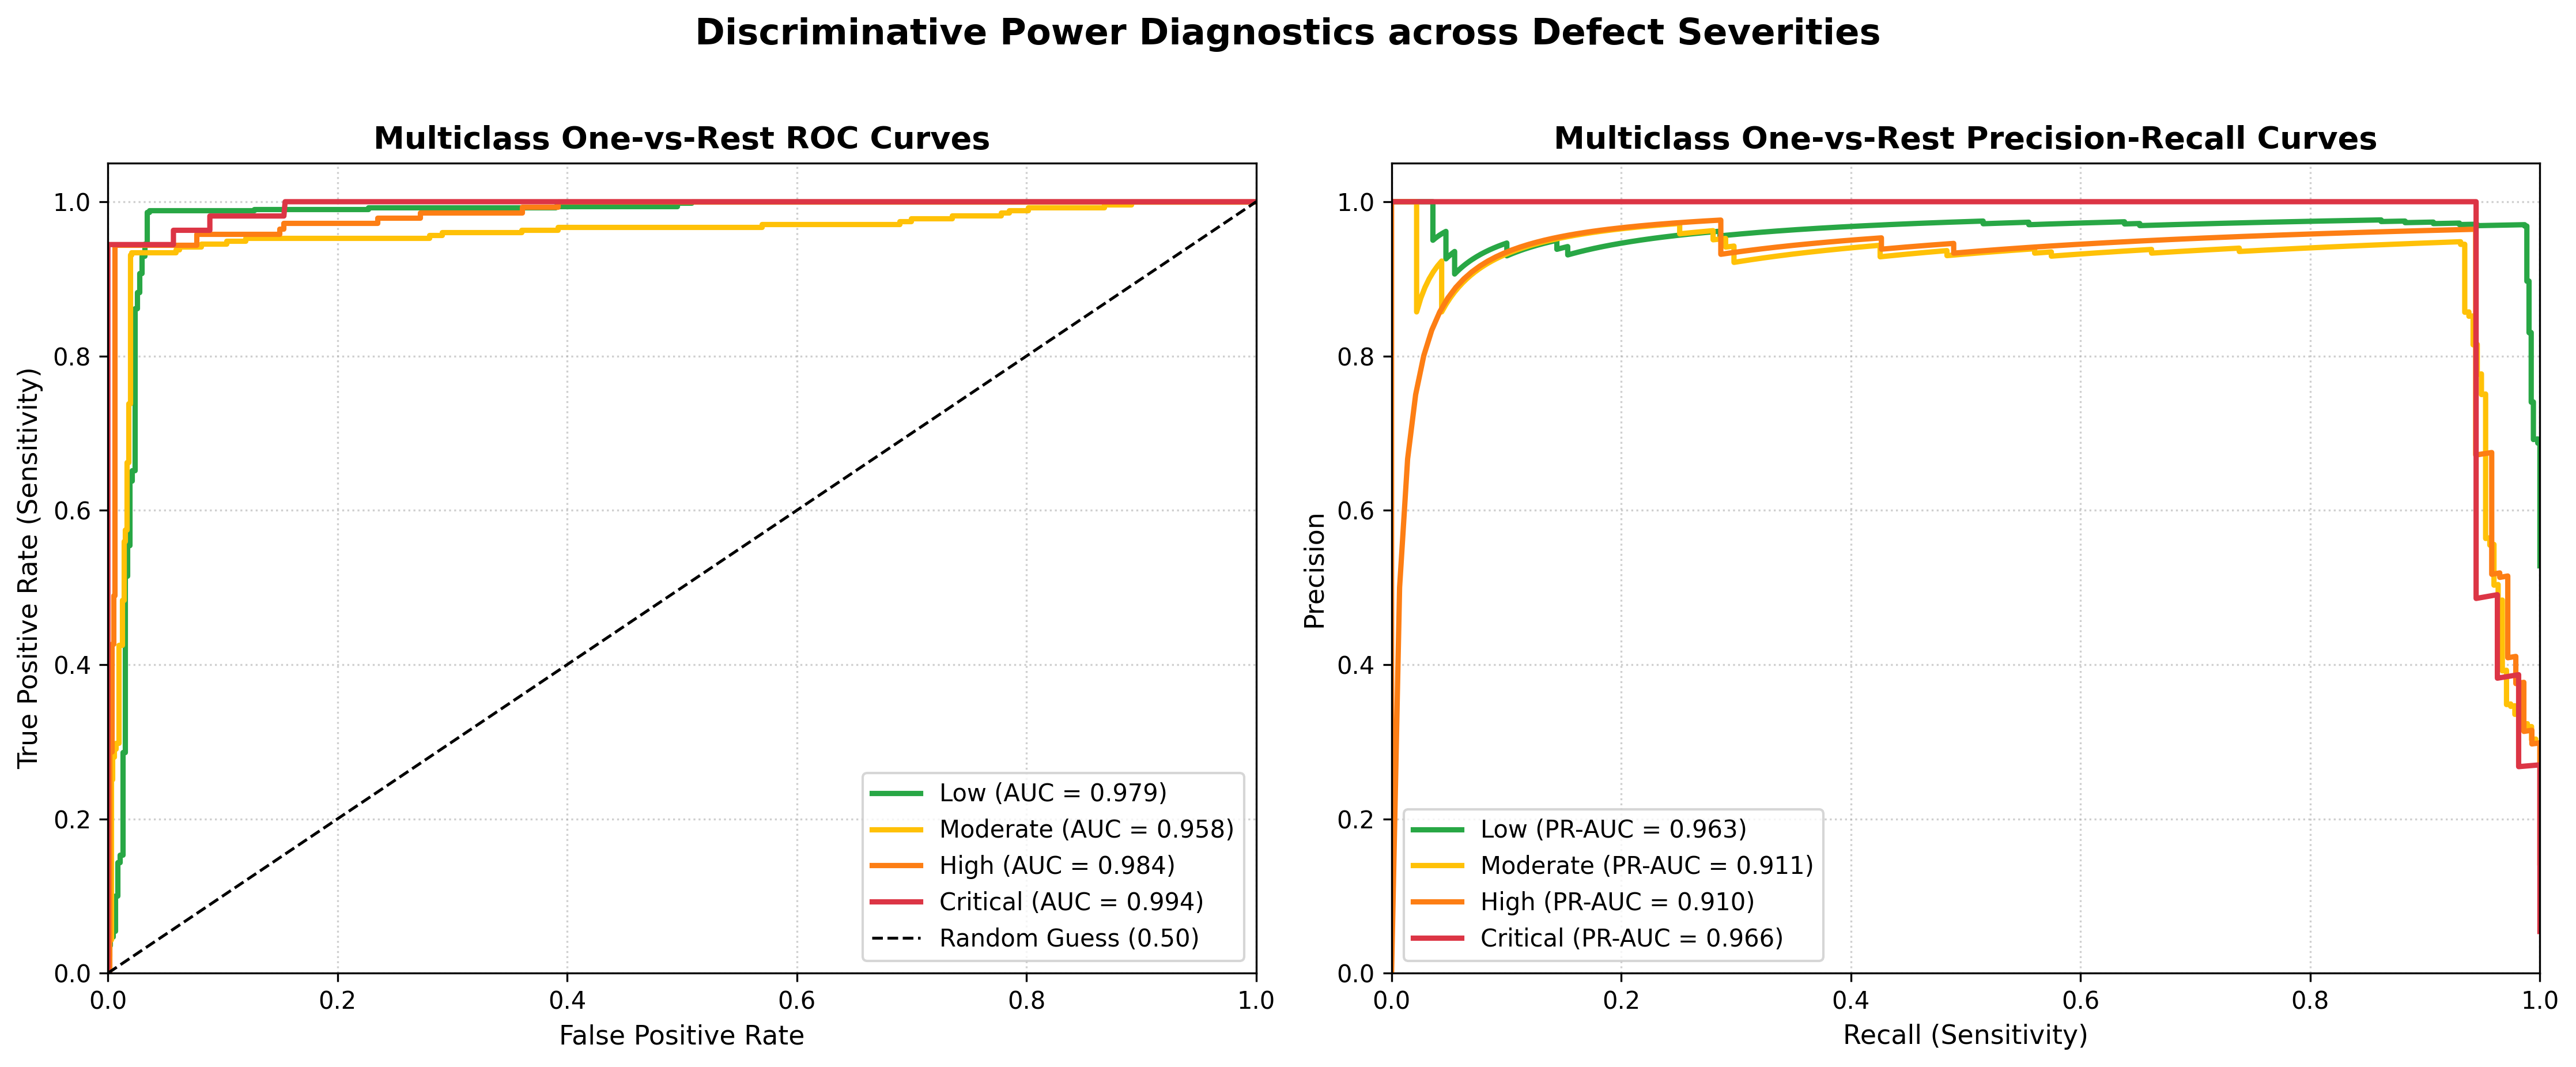 Discriminative Power Diagnostics across Defect Severities
Multiclass One-vs-Rest ROC Curves
True Positive Rate (Sensitivity)
1.0
0.8
0.6
0.4
0.2
0.0
0.0 0.2 0.4 0.6 0.8 1.0
False Positive Rate
Low (AUC = 0.979)
Moderate (AUC = 0.958)
High (AUC = 0.984)
Critical (AUC = 0.994)
Random Guess (0.50)
Multiclass One-vs-Rest Precision-Recall Curves
Precision
1.0
0.8
0.6
0.4
0.2
0.0
0.0 0.2 0.4 0.6 0.8 1.0
Recall (Sensitivity)
Low (PR-AUC = 0.963)
Moderate (PR-AUC = 0.911)
High (PR-AUC = 0.910)
Critical (PR-AUC = 0.966)